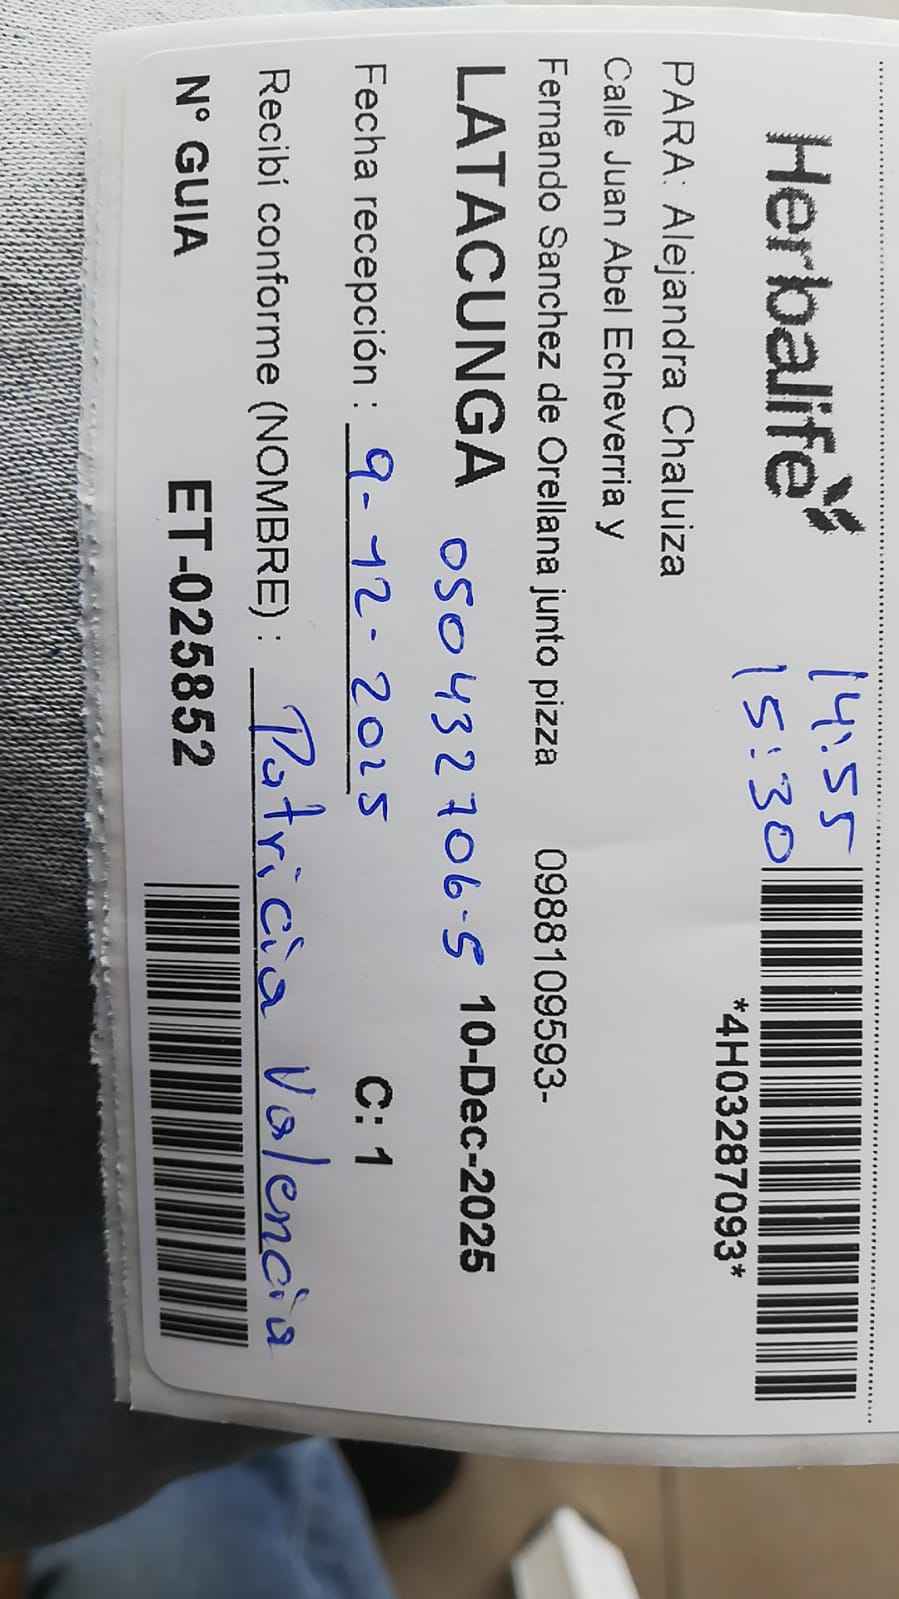 Herbalife
14:55
15:30
*4H03287093*
PARA: Alejandra Chaluiza
Calle Juan Abel Echeverria y
Fernando Sanchez de Orellana junto pizza 0988109593-
LATACUNGA 050432706-5 10-Dec-2025
Fecha recepción : 9-12-2025 C: 1
Recibí conforme (NOMBRE) : Patricia Valencia
N° GUIA ET-025852